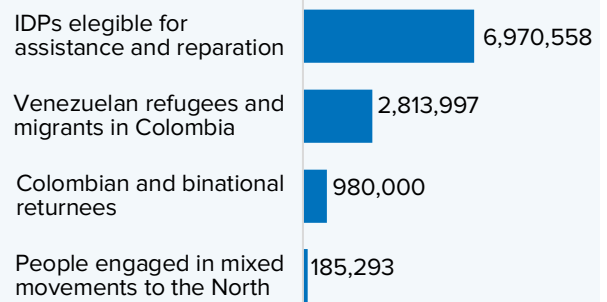 IDPs elegible for
assistance and reparation
6,970,558
Venezuelan refugees and
migrants in Colombia
2,813,997
Colombian and binational
returnees
980,000
People engaged in mixed
movements to the North
185,293